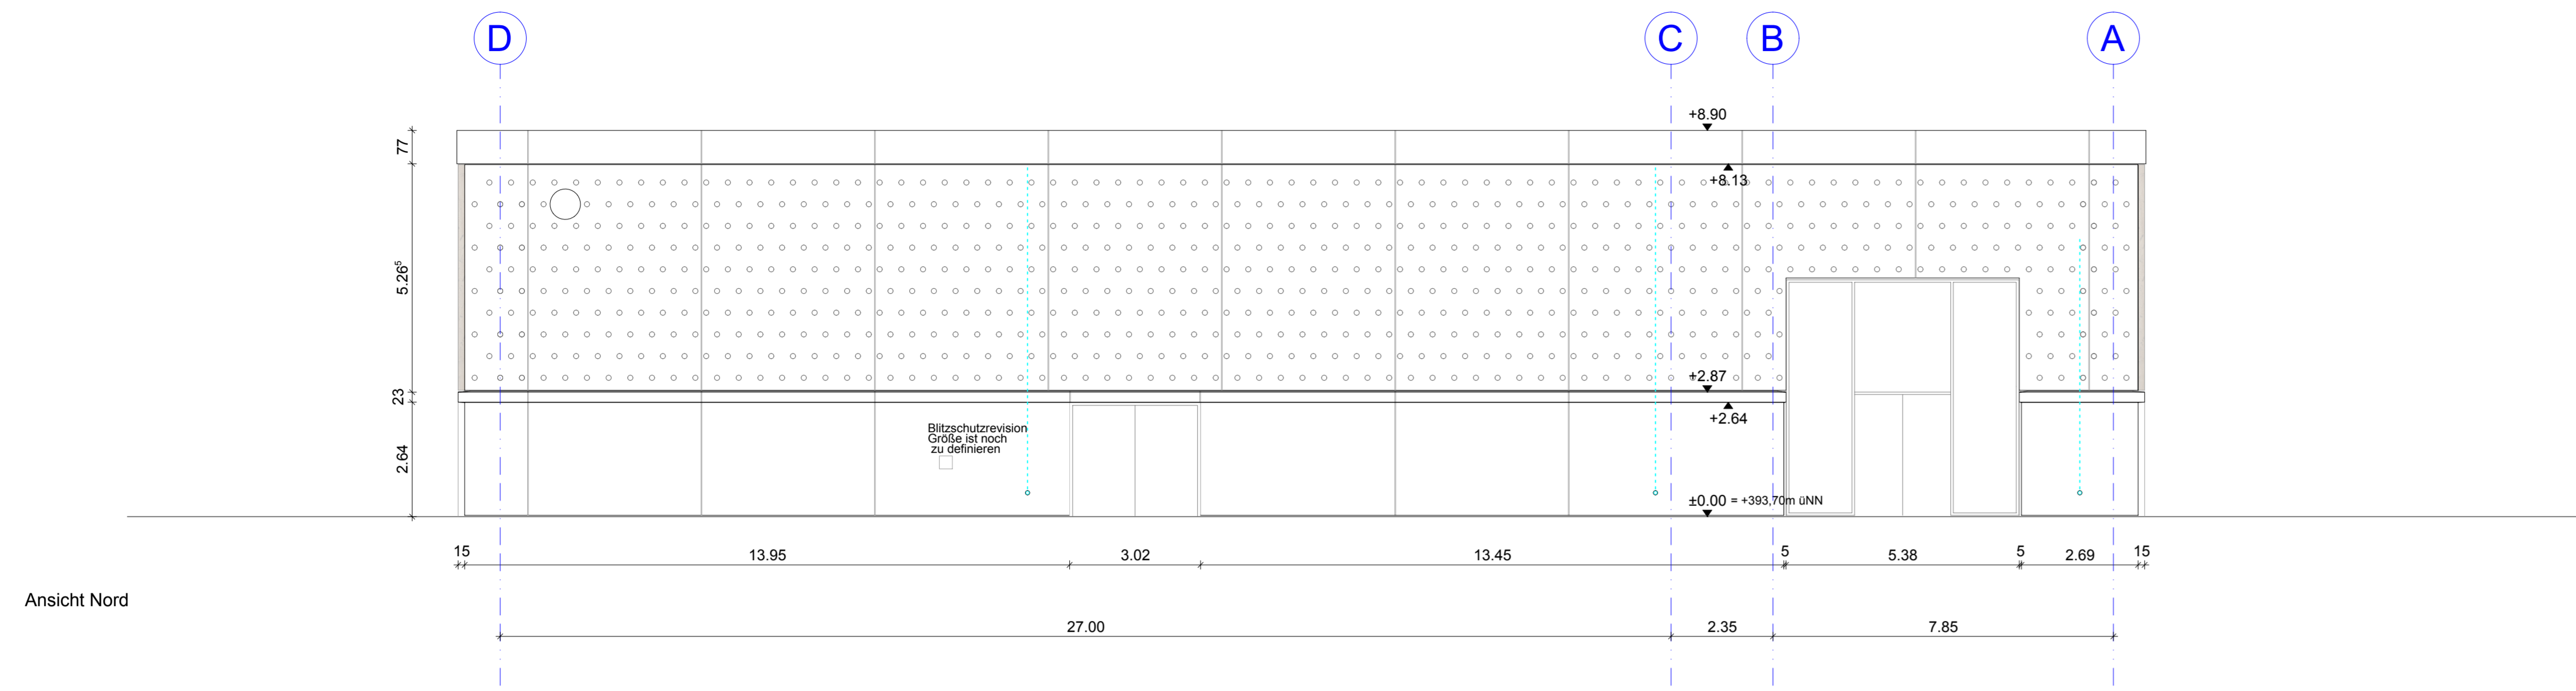 D
C
B
A
+8.90
77
+8.13
5.26⁵
+2.87
23
+2.64
Blitzschutzrevision
Größe ist noch
zu definieren
2.64
±0.00 = +393,70m üNN
15
13.95
3.02
13.45
5
5.38
5
2.69
15
Ansicht Nord
27.00
2.35
7.85